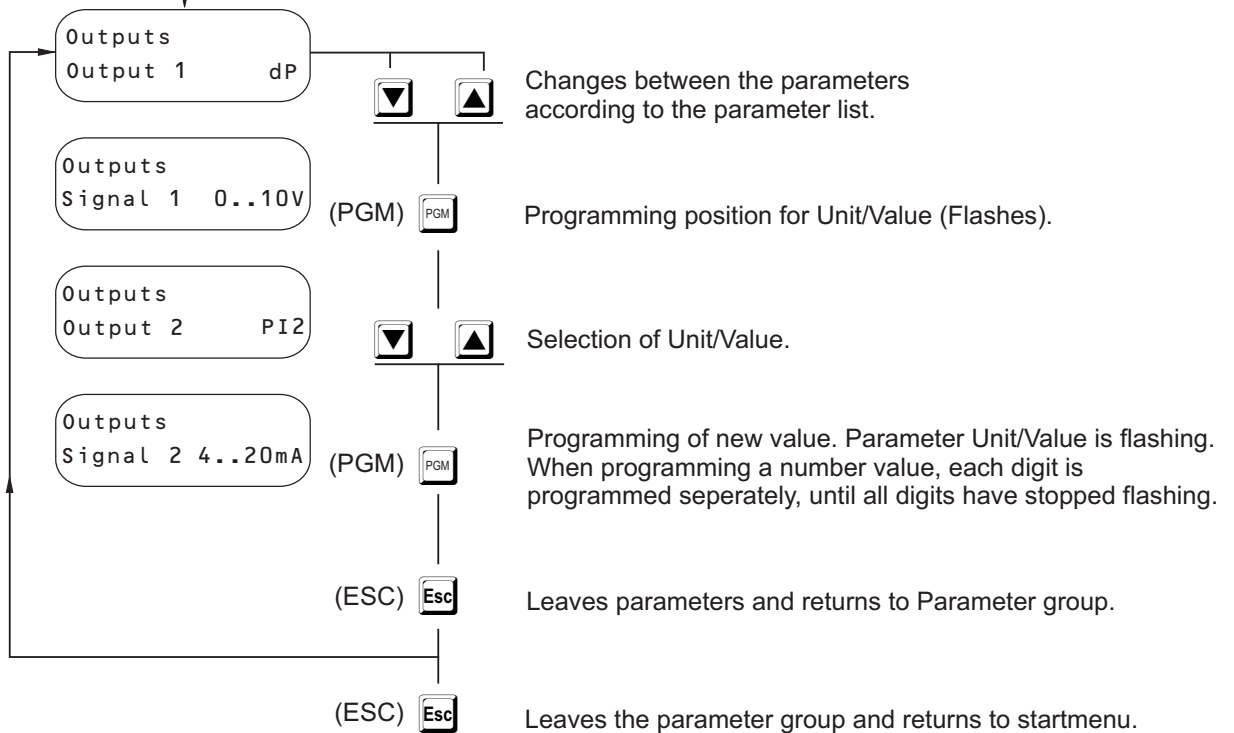 Outputs
Output 1 dP
Changes between the parameters
according to the parameter list.
Outputs
Signal 1 0..10V
(PGM) PGM
Programming position for Unit/Value (Flashes).
Outputs
Output 2 PI2
Selection of Unit/Value.
Outputs
Signal 2 4..20mA
(PGM) PGM
Programming of new value. Parameter Unit/Value is flashing.
When programming a number value, each digit is
programmed seperately, until all digits have stopped flashing.
(ESC) Esc
Leaves parameters and returns to Parameter group.
(ESC) Esc
Leaves the parameter group and returns to startmenu.